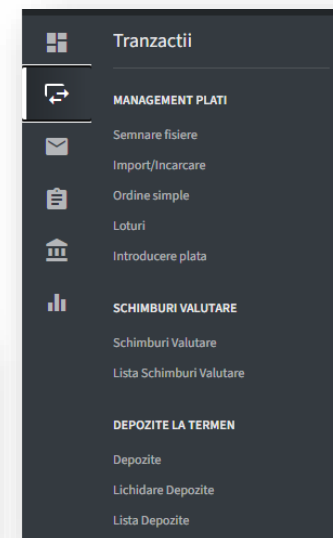 Tranzactii
MANAGEMENT PLATI
Semnare fisiere
Import/Incarcare
Ordine simple
Loturi
Introducere plata
SCHIMBURI VALUTARE
Schimburi Valutare
Lista Schimburi Valutare
DEPOZITE LA TERMEN
Depozite
Lichidare Depozite
Lista Depozite